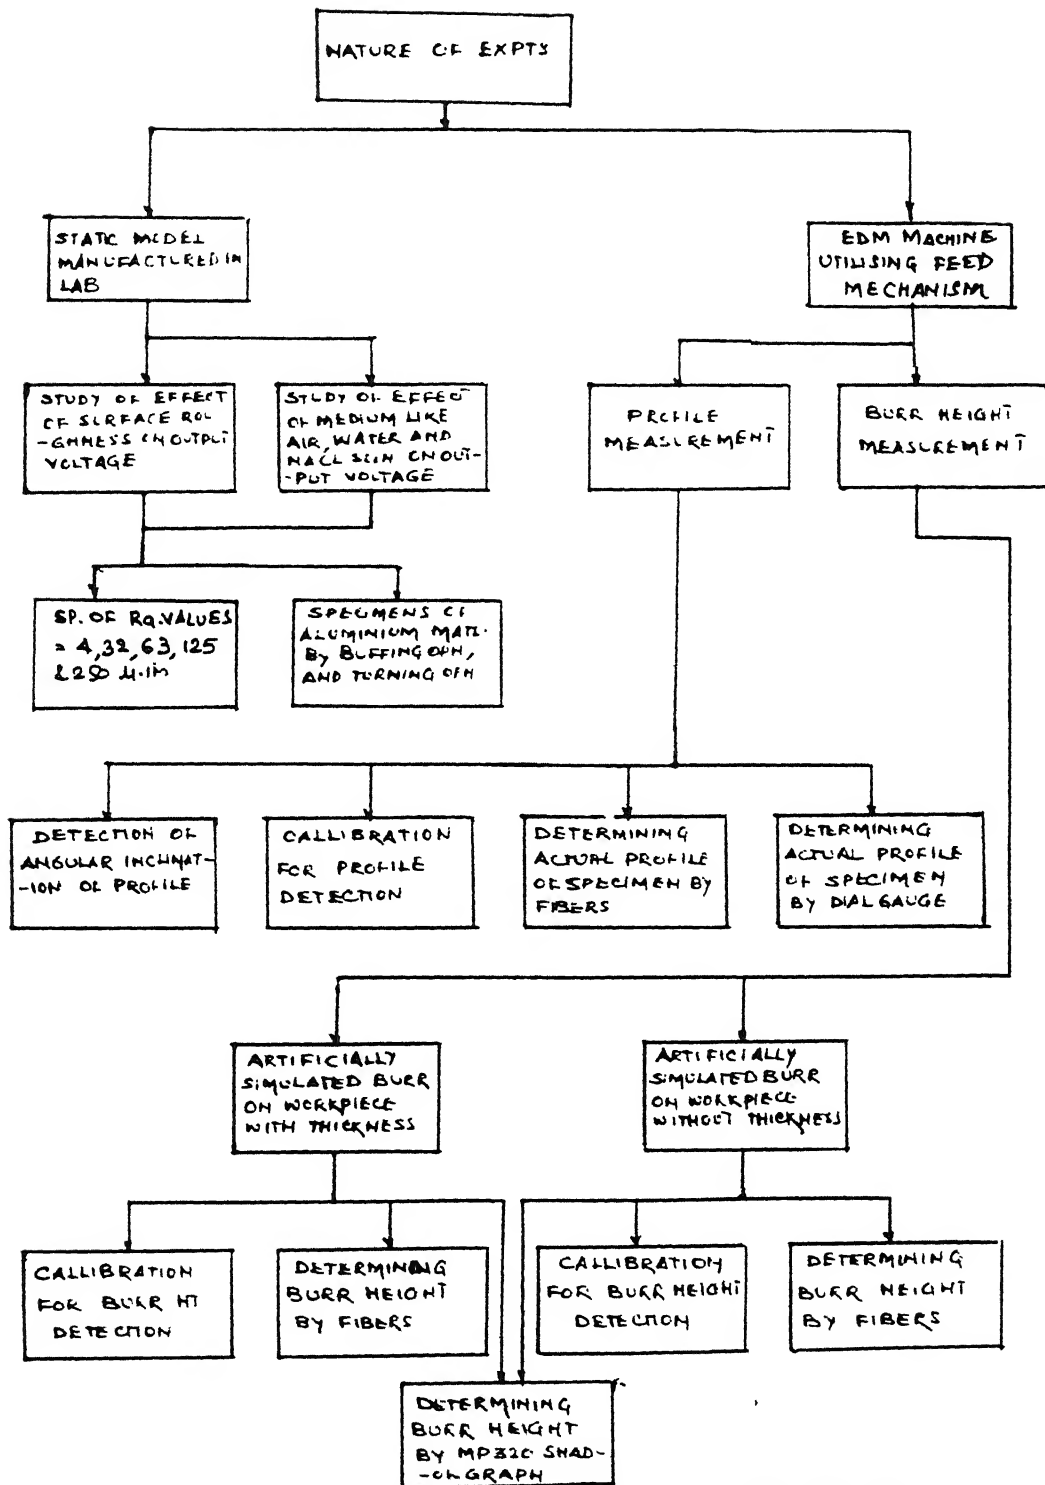 NATURE OF EXPTS
STATIC MODEL
MANUFACTURED IN
LAB
EDM MACHINE
UTILISING FEED
MECHANISM
STUDY OF EFFECT
OF SURFACE ROU
-GHNESS ON OUTPUT
VOLTAGE
STUDY OF EFFECT
OF MEDIUM LIKE
AIR, WATER AND
NACL SOLN ON OUT-
-PUT VOLTAGE
PROFILE
MEASUREMENT
BURR HEIGHT
MEASUREMENT
SP. OF RA. VALUES
= 4, 32, 63, 125
& 250 μ.in
SPECIMENS OF
ALUMINIUM MATL.
BY BUFFING OPN,
AND TURNING OPN
DETECTION OF
ANGULAR INCLINAT-
-ION OF PROFILE
CALLIBRATION
FOR PROFILE
DETECTION
DETERMINING
ACTUAL PROFILE
OF SPECIMEN BY
FIBERS
DETERMINING
ACTUAL PROFILE
OF SPECIMEN
BY DIAL GAUGE
ARTIFICIALLY
SIMULATED BURR
ON WORKPIECE
WITH THICKNESS
ARTIFICIALLY
SIMULATED BURR
ON WORKPIECE
WITHOUT THICKNESS
CALLIBRATION
FOR BURR HT
DETECTION
DETERMINING
BURR HEIGHT
BY FIBERS
CALLIBRATION
FOR BURR HEIGHT
DETECTION
DETERMINING
BURR HEIGHT
BY FIBERS
DETERMINING
BURR HEIGHT
BY MP320 SHAD-
-OWGRAPH